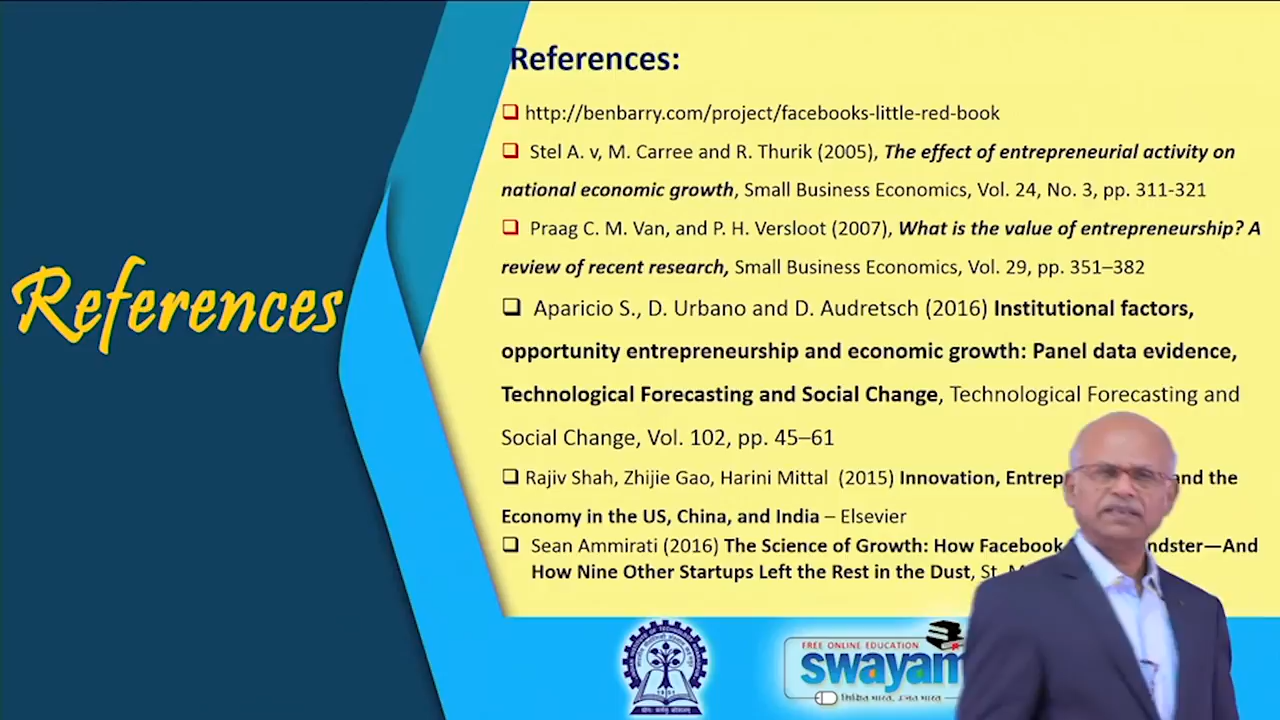 References:
http://benbarry.com/project/facebooks-little-red-book
Stel A. v, M. Carree and R. Thurik (2005), The effect of entrepreneurial activity on
national economic growth, Small Business Economics, Vol. 24, No. 3, pp. 311-321
Praag C. M. Van, and P. H. Versloot (2007), What is the value of entrepreneurship? A
review of recent research, Small Business Economics, Vol. 29, pp. 351–382
References
Aparicio S., D. Urbano and D. Audretsch (2016) Institutional factors,
opportunity entrepreneurship and economic growth: Panel data evidence,
Technological Forecasting and Social Change, Technological Forecasting and
Social Change, Vol. 102, pp. 45–61
Rajiv Shah, Zhijie Gao, Harini Mittal (2015) Innovation, and the
Economy in the US, China, and India – Elsevier
Sean Ammirati (2016) The Science of Growth: How Facebook
How Nine Other Startups Left the Rest in the Dust, St.
FREE ONLINE EDUCATION
swayam
शिक्षित भारत, उन्नत भारत